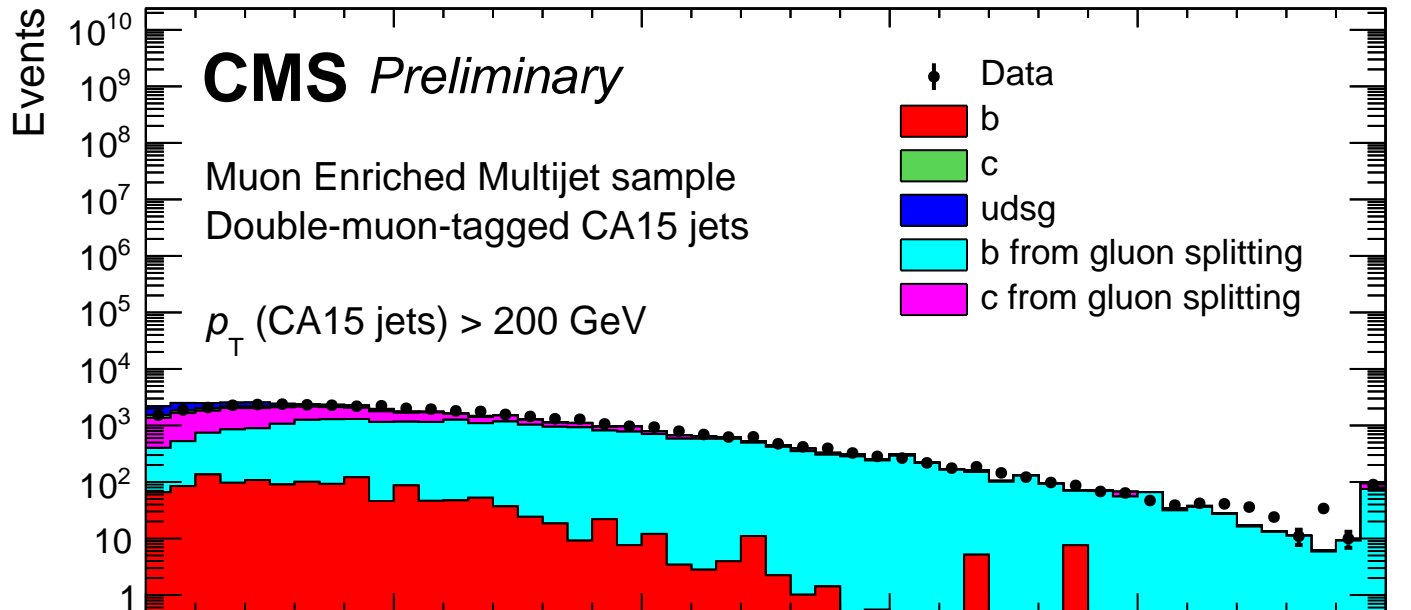 Events
10^10
10^9
10^8
10^7
10^6
10^5
10^4
10^3
10^2
10
1
CMS Preliminary
Muon Enriched Multijet sample
Double-muon-tagged CA15 jets
p_T (CA15 jets) > 200 GeV
Data
b
c
udsg
b from gluon splitting
c from gluon splitting